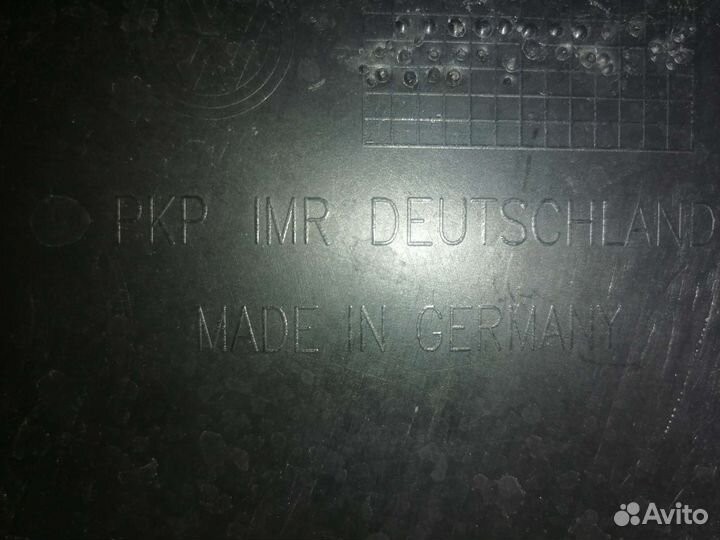 PKP IMR DEUTSCHLAND
MADE IN GERMANY
Avito